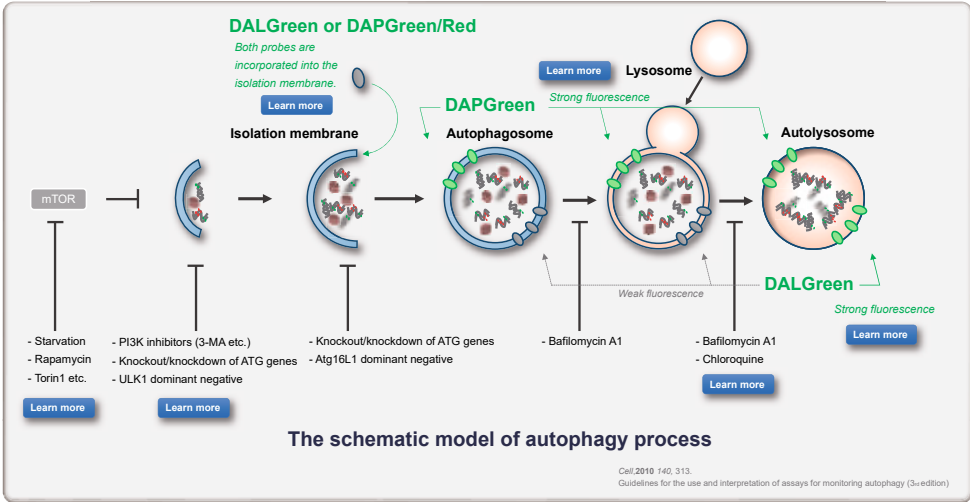 DALGreen or DAPGreen/Red
Both probes are
incorporated into the
isolation membrane.
Learn more
Learn more
Lysosome
DAPGreen
Strong fluorescence
Isolation membrane
Autophagosome
Autolysosome
mTOR
DALGreen
Weak fluorescence
Strong fluorescence
Learn more
- Starvation
- Rapamycin
- Torin1 etc.
Learn more
- PI3K inhibitors (3-MA etc.)
- Knockout/knockdown of ATG genes
- ULK1 dominant negative
Learn more
- Knockout/knockdown of ATG genes
- Atg16L1 dominant negative
- Bafilomycin A1
- Bafilomycin A1
- Chloroquine
Learn more
The schematic model of autophagy process
Cell,2010 140, 313.
Guidelines for the use and interpretation of assays for monitoring autophagy (3rd edition)